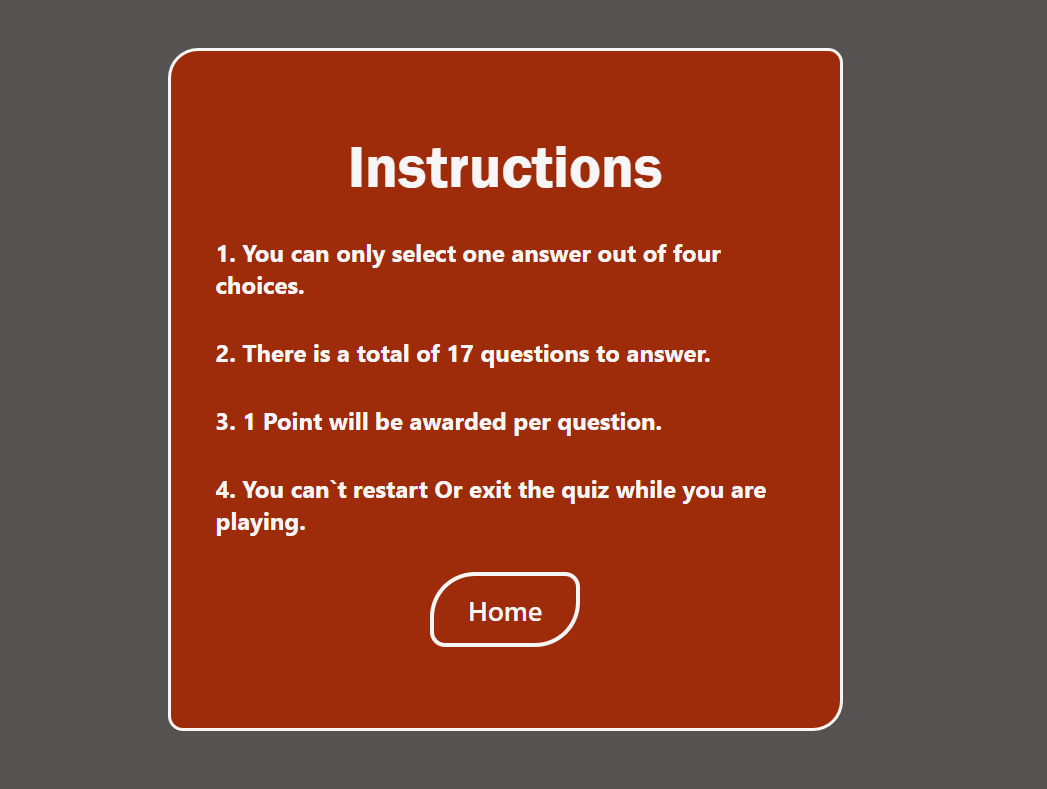 Instructions
1. You can only select one answer out of four
choices.
2. There is a total of 17 questions to answer.
3. 1 Point will be awarded per question.
4. You can`t restart Or exit the quiz while you are
playing.
Home